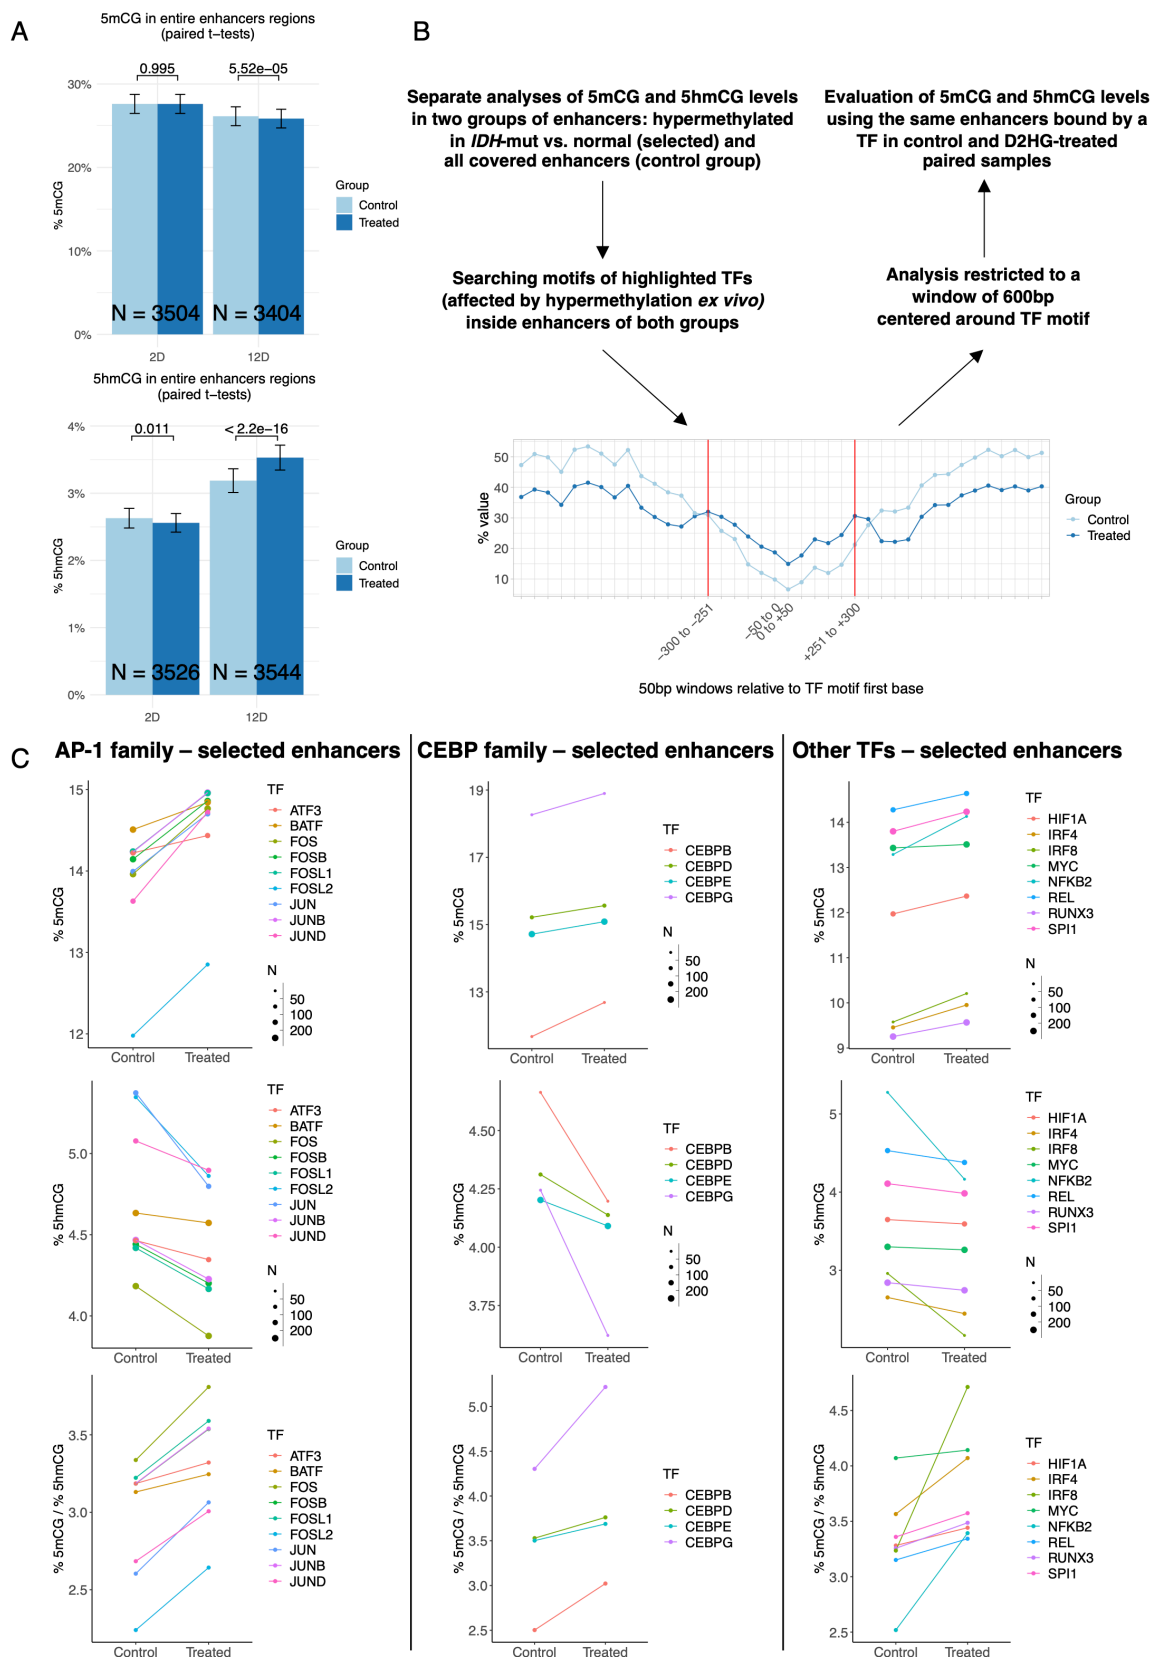 A
5mCG in entire enhancers regions
(paired t−tests)
0.995
5.52e−05
30%
20%
10%
0%
% 5mCG
N = 3504
N = 3404
2D
12D
Group
Control
Treated
5hmCG in entire enhancers regions
(paired t−tests)
0.011
< 2.2e−16
4%
3%
2%
1%
0%
% 5hmCG
N = 3526
N = 3544
2D
12D
Group
Control
Treated
B
Separate analyses of 5mCG and 5hmCG levels
in two groups of enhancers: hypermethylated
in IDH-mut vs. normal (selected) and
all covered enhancers (control group)
Searching motifs of highlighted TFs
(affected by hypermethylation ex vivo)
inside enhancers of both groups
Evaluation of 5mCG and 5hmCG levels
using the same enhancers bound by a
TF in control and D2HG-treated
paired samples
Analysis restricted to a
window of 600bp
centered around TF motif
50
40
30
20
10
% value
−300 to −251
−50 to 0
0 to +50
+251 to +300
50bp windows relative to TF motif first base
Group
Control
Treated
C
AP-1 family – selected enhancers
15
14
13
12
% 5mCG
Control
Treated
TF
ATF3
BATF
FOS
FOSB
FOSL1
FOSL2
JUN
JUNB
JUND
N
50
100
200
5.0
4.5
4.0
% 5hmCG
Control
Treated
TF
ATF3
BATF
FOS
FOSB
FOSL1
FOSL2
JUN
JUNB
JUND
N
50
100
200
3.5
3.0
2.5
% 5mCG / % 5hmCG
Control
Treated
TF
ATF3
BATF
FOS
FOSB
FOSL1
FOSL2
JUN
JUNB
JUND
CEBP family – selected enhancers
19
17
15
13
% 5mCG
Control
Treated
TF
CEBPB
CEBPD
CEBPE
CEBPG
N
50
100
200
4.50
4.25
4.00
3.75
% 5hmCG
Control
Treated
TF
CEBPB
CEBPD
CEBPE
CEBPG
N
50
100
200
5.0
4.5
4.0
3.5
3.0
2.5
% 5mCG / % 5hmCG
Control
Treated
TF
CEBPB
CEBPD
CEBPE
CEBPG
Other TFs – selected enhancers
14
13
12
11
10
9
% 5mCG
Control
Treated
TF
HIF1A
IRF4
IRF8
MYC
NFKB2
REL
RUNX3
SPI1
N
50
100
200
5
4
3
% 5hmCG
Control
Treated
TF
HIF1A
IRF4
IRF8
MYC
NFKB2
REL
RUNX3
SPI1
N
50
100
200
4.5
4.0
3.5
3.0
2.5
% 5mCG / % 5hmCG
Control
Treated
TF
HIF1A
IRF4
IRF8
MYC
NFKB2
REL
RUNX3
SPI1